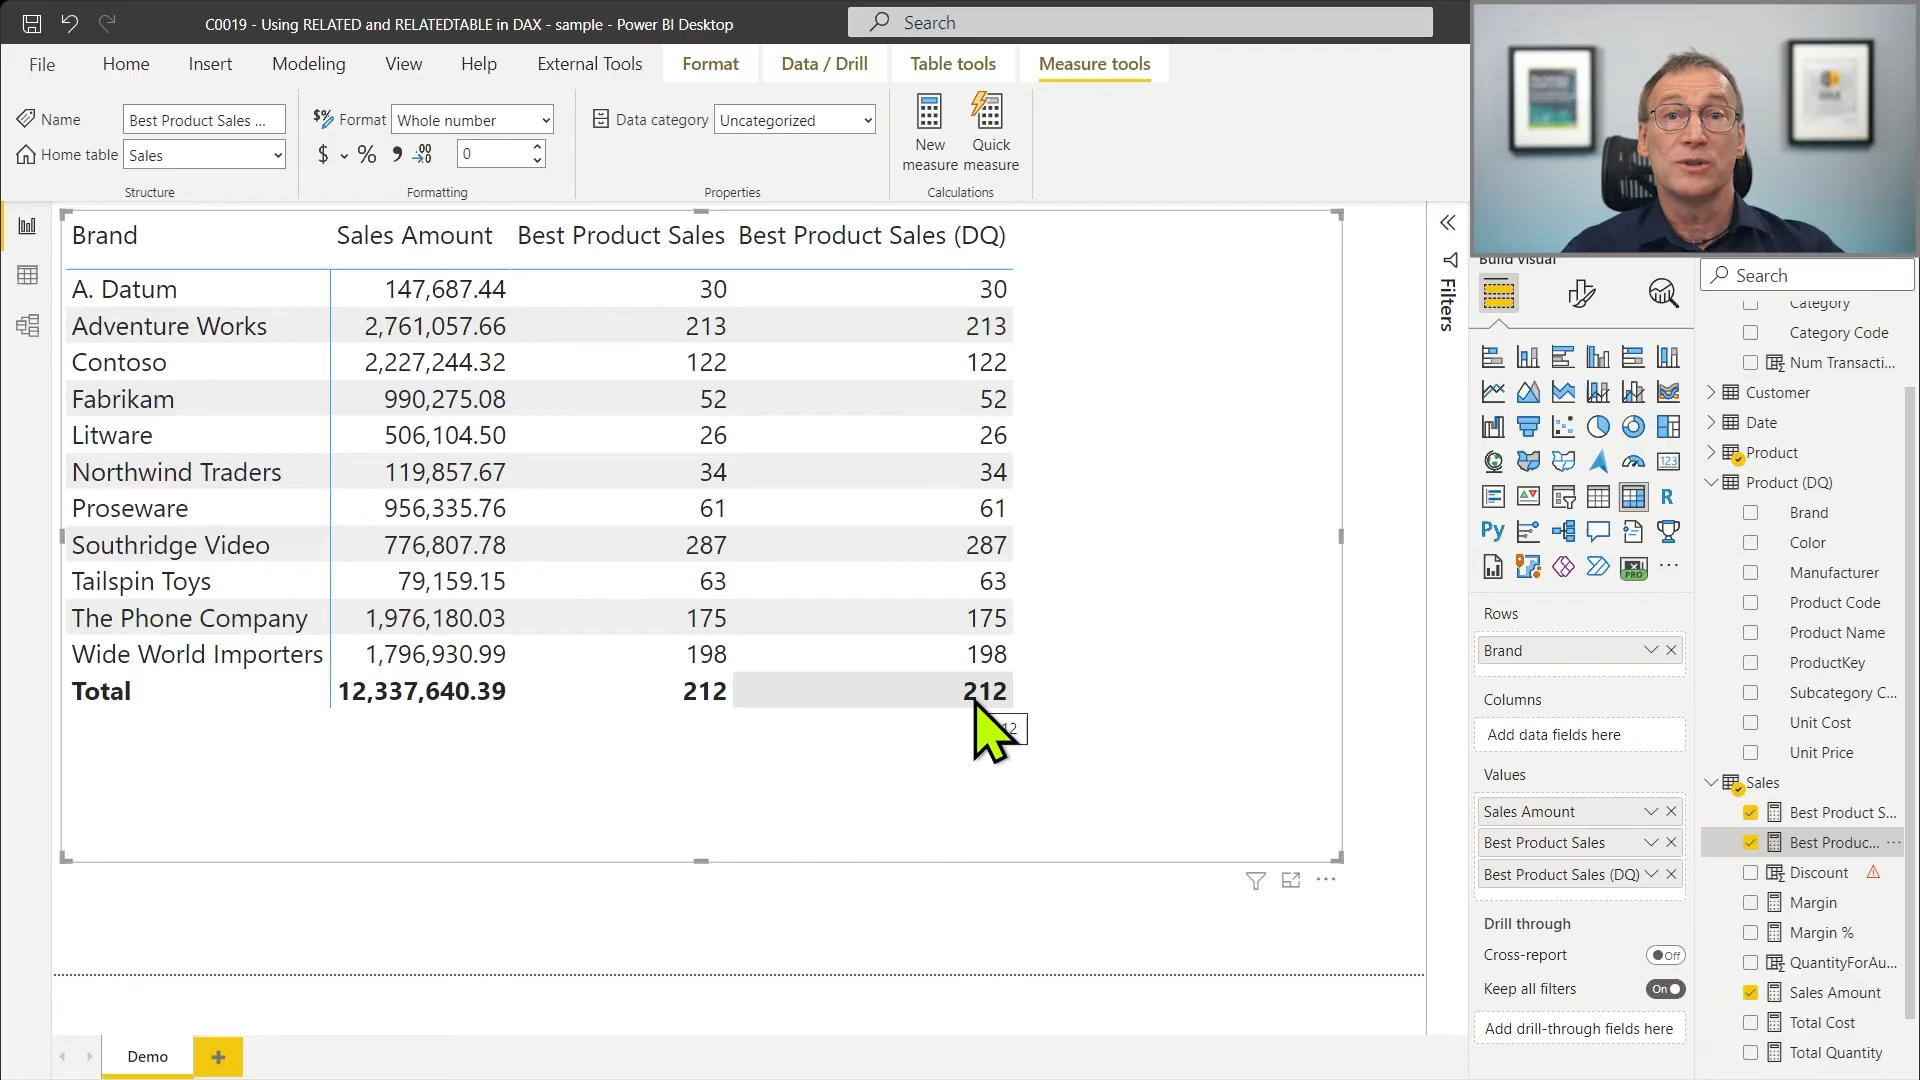 C0019 - Using RELATED and RELATEDTABLE in DAX - sample - Power BI Desktop
Search
File
Home
Insert
Modeling
View
Help
External Tools
Format
Data / Drill
Table tools
Measure tools
Name
Best Product Sales ...
Home table
Sales
Structure
Format
Whole number
$
%
0
Formatting
Data category
Uncategorized
Properties
New measure
Quick measure
Calculations
DAX
Brand Sales Amount Best Product Sales Best Product Sales (DQ)
A. Datum 147,687.44 30 30
Adventure Works 2,761,057.66 213 213
Contoso 2,227,244.32 122 122
Fabrikam 990,275.08 52 52
Litware 506,104.50 26 26
Northwind Traders 119,857.67 34 34
Proseware 956,335.76 61 61
Southridge Video 776,807.78 287 287
Tailspin Toys 79,159.15 63 63
The Phone Company 1,976,180.03 175 175
Wide World Importers 1,796,930.99 198 198
Total 12,337,640.39 212 212
Filters
Build visual
123
R
Py
PRO
Rows
Brand
Columns
Add data fields here
Values
Sales Amount
Best Product Sales
Best Product Sales (DQ)
Drill through
Cross-report
Off
Keep all filters
On
Add drill-through fields here
Search
Category
Category Code
Num Transacti...
Customer
Date
Product
Product (DQ)
Brand
Color
Manufacturer
Product Code
Product Name
ProductKey
Subcategory C...
Unit Cost
Unit Price
Sales
Best Product S...
Best Produc...
Discount
Margin
Margin %
QuantityForAu...
Sales Amount
Total Cost
Total Quantity
Demo